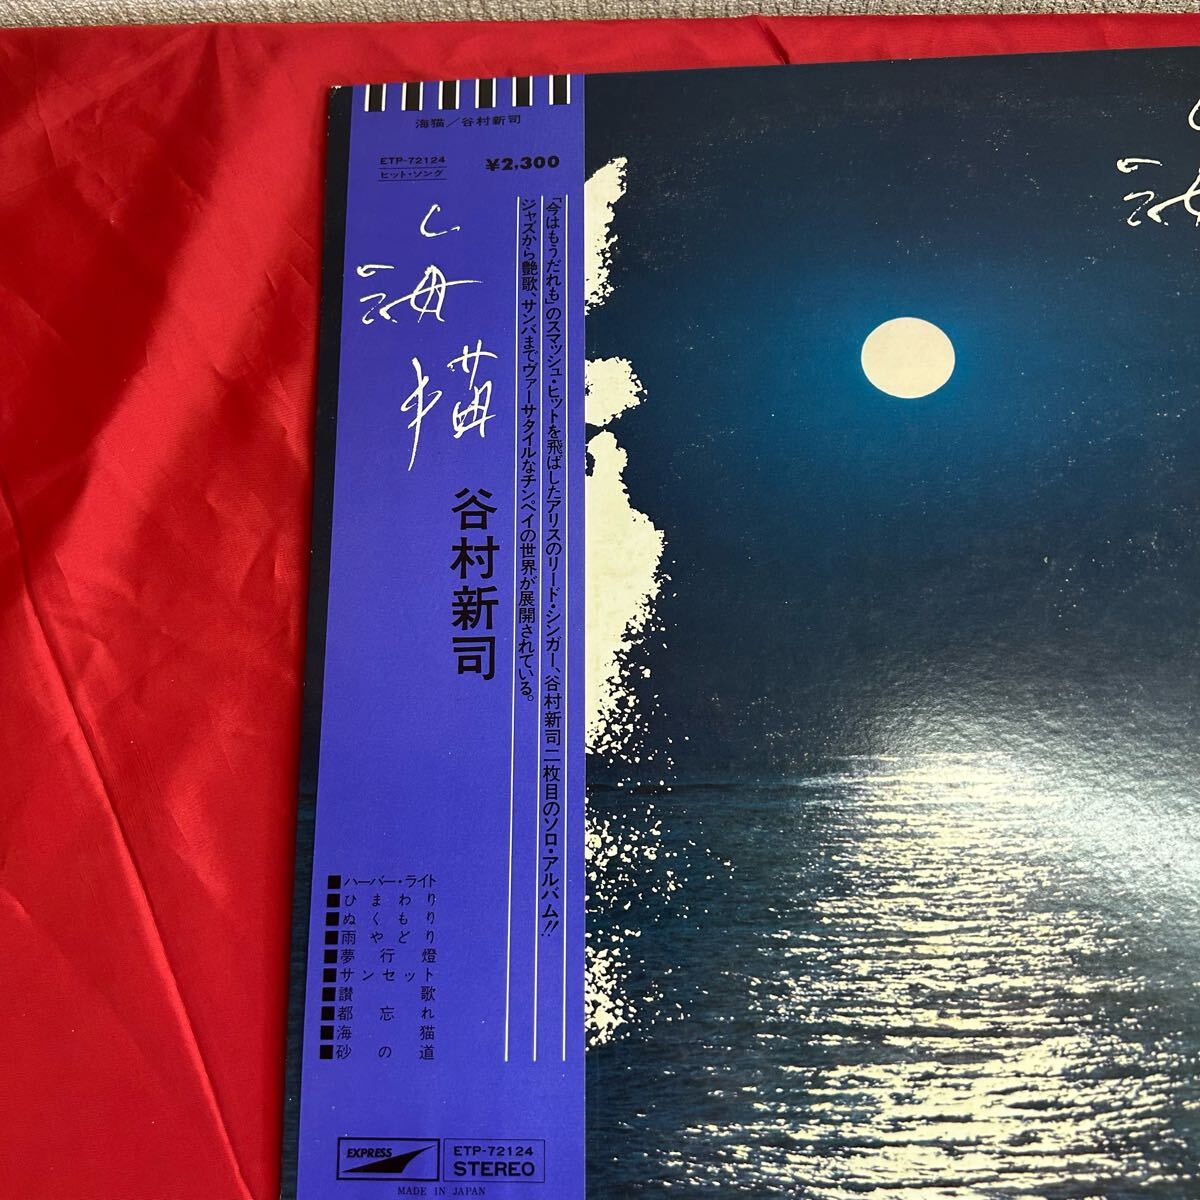 海猫／谷村新司
ETP-72124
ヒット・ソング
¥2,300
海猫
谷村新司
「今はもうだれも」のスマッシュ・ヒットを飛ばしたアリスのリード・シンガー、谷村新司二枚目のソロ・アルバム!!
ジャズから艶歌、サンバまでヴァーサタイルなチンペイの世界が展開されている。
■ハーバー・ライト
■ひまわり
■ぬくもり
■雨やどり
■夢行燈
■サンセット
■讃歌
■都忘れ
■海猫
■砂の道
EXPRESS
ETP-72124
STEREO
MADE IN JAPAN
海